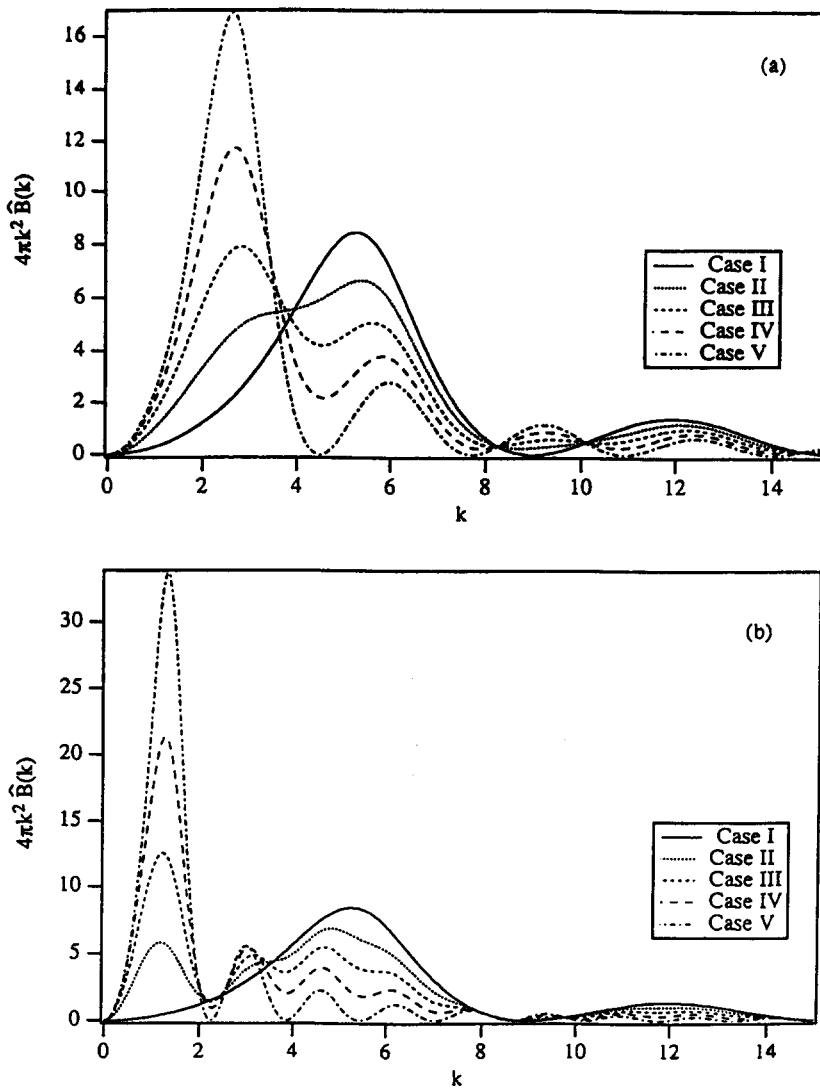 (a)
16
14
12
10
8
6
4
2
0
4πk² B̂(k)
Case I
Case II
Case III
Case IV
Case V
0 2 4 6 8 10 12 14
k
(b)
30
25
20
15
10
5
0
4πk² B̂(k)
Case I
Case II
Case III
Case IV
Case V
0 2 4 6 8 10 12 14
k